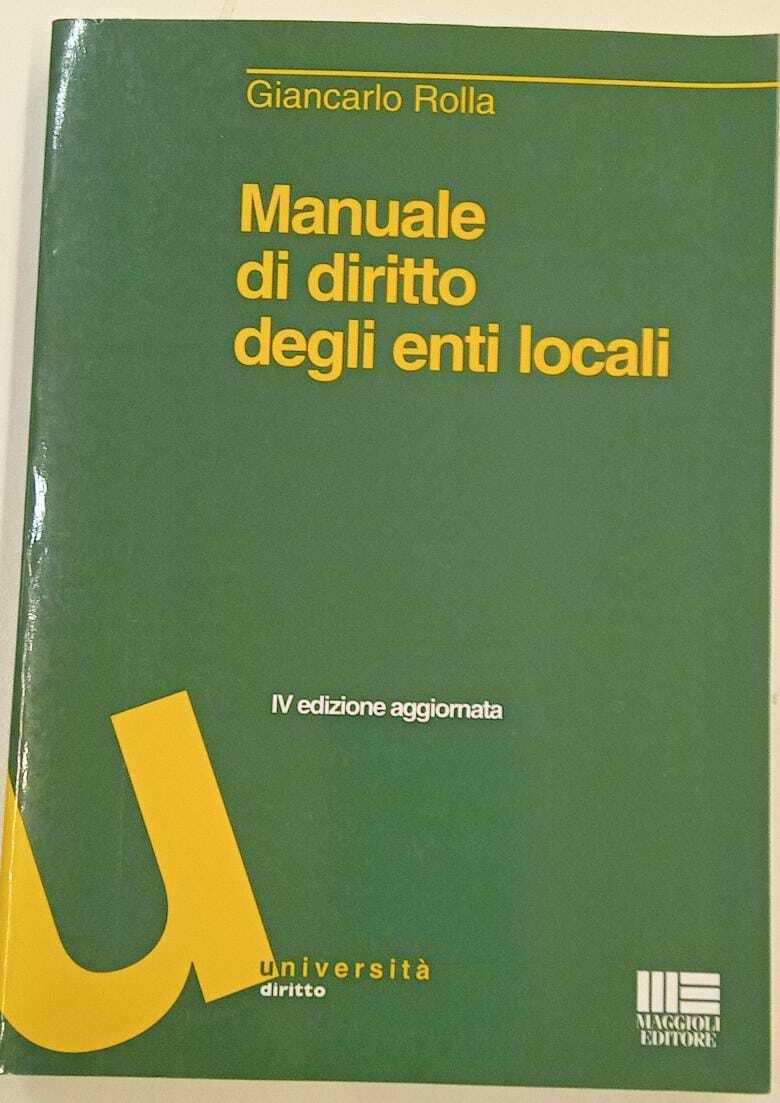 Giancarlo Rolla
Manuale
di diritto
degli enti locali
IV edizione aggiornata
università
diritto
MAGGIOLI
EDITORE